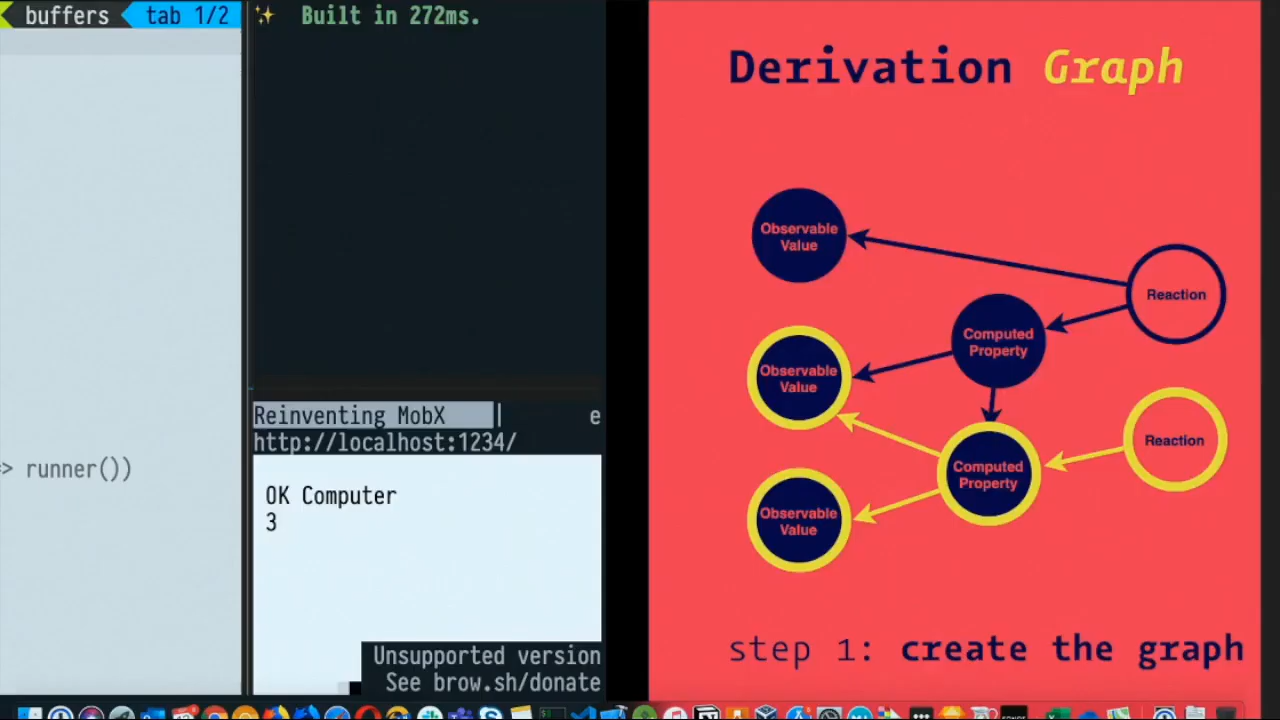 buffers
tab 1/2
=> runner())
✨ Built in 272ms.
Reinventing MobX | e
http://localhost:1234/
OK Computer
3
Unsupported version
See brow.sh/donate
Derivation Graph
Observable
Value
Reaction
Computed
Property
Observable
Value
Reaction
Computed
Property
Observable
Value
step 1: create the graph